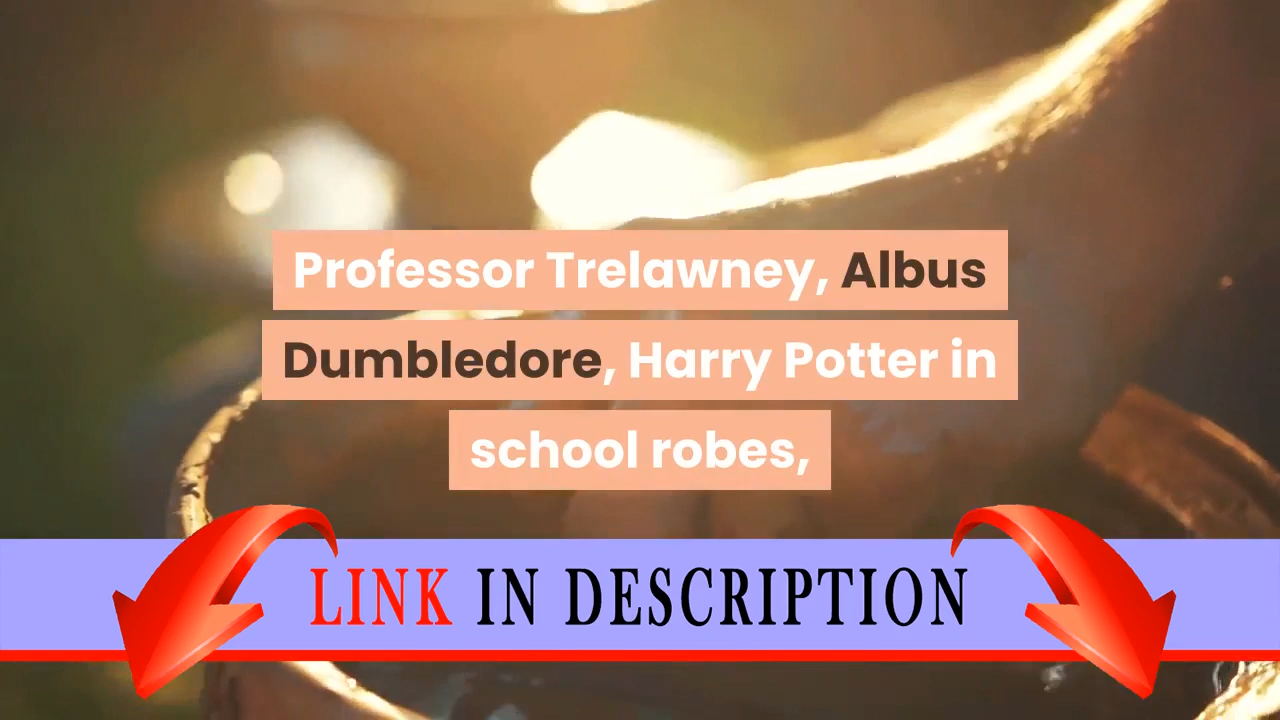 Professor Trelawney, Albus
Dumbledore, Harry Potter in
school robes,
LINK IN DESCRIPTION